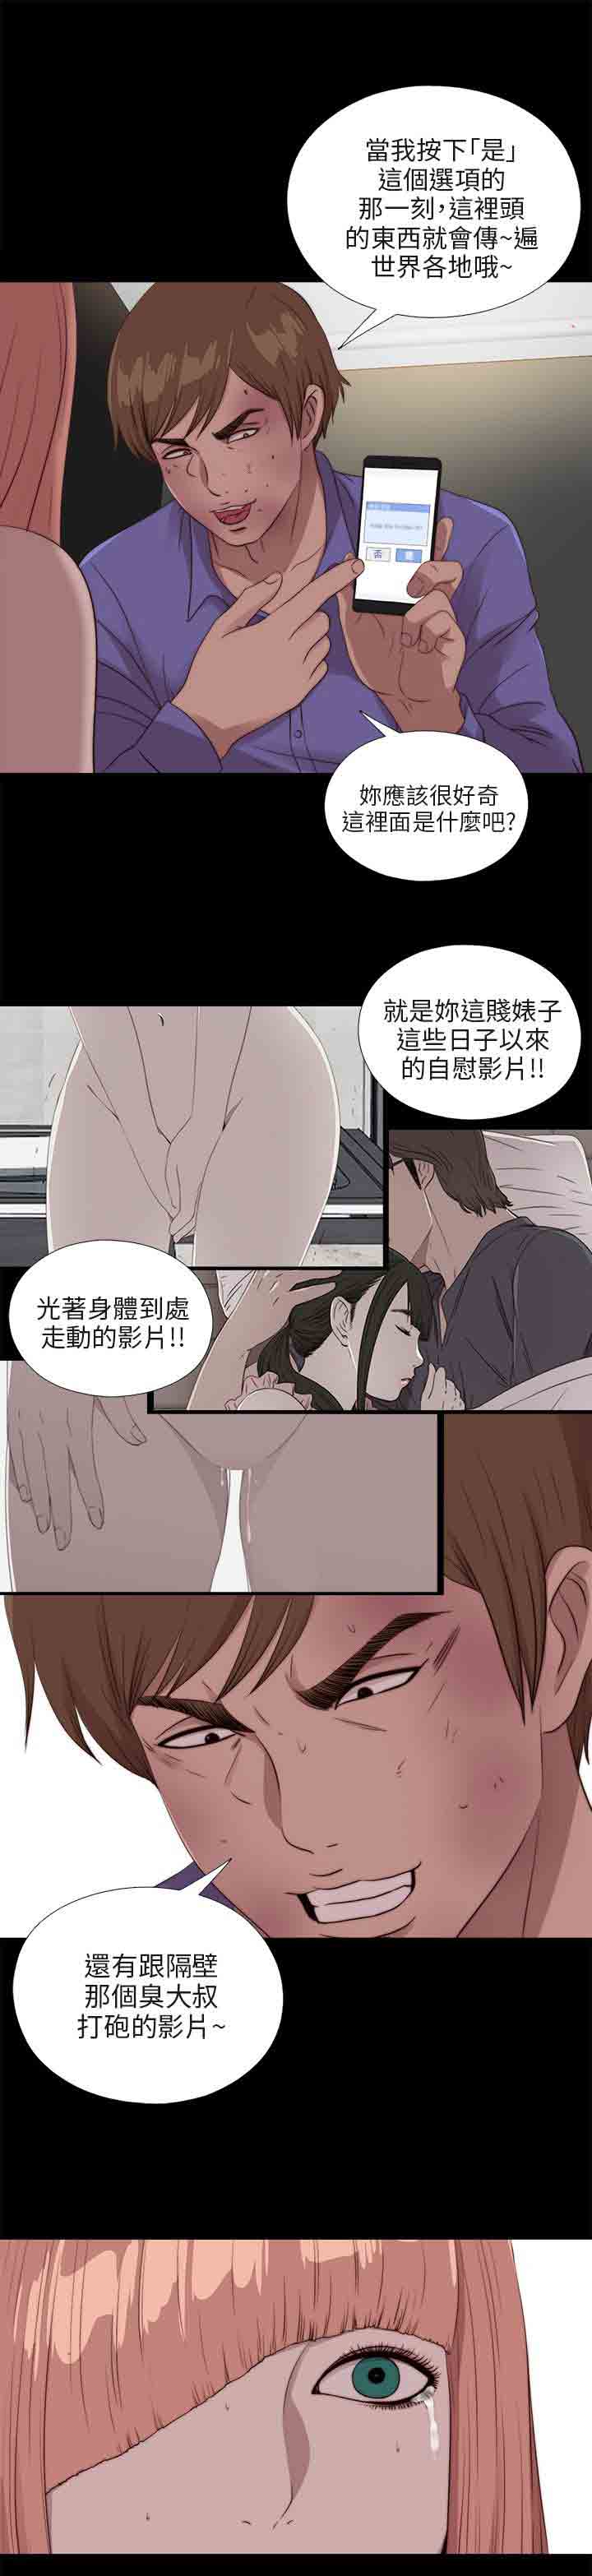 當我按下「是」
這個選項的
那一刻，這裡頭
的東西就會傳~遍
世界各地哦~
否
是
妳應該很好奇
這裡面是什麼吧?
就是妳這賤婊子
這些日子以來
的自慰影片!!
光著身體到處
走動的影片!!
還有跟隔壁
那個臭大叔
打砲的影片~